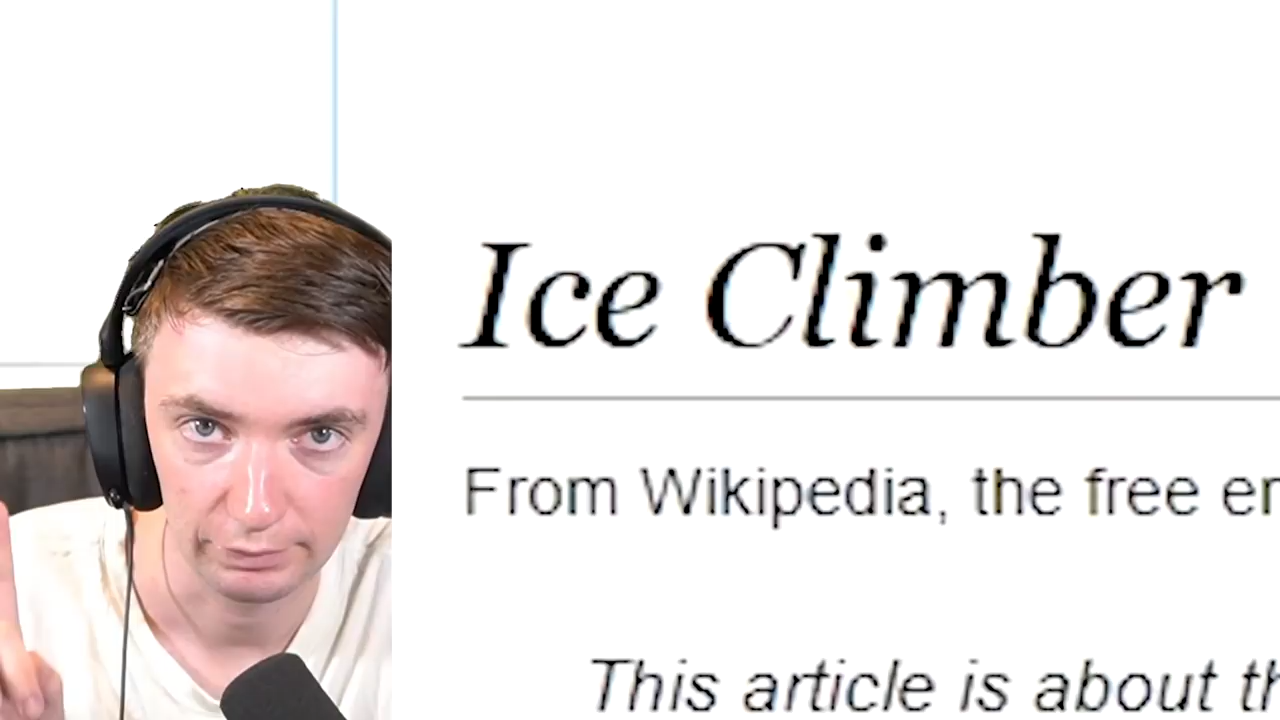 Ice Climber
From Wikipedia, the free
This article is about